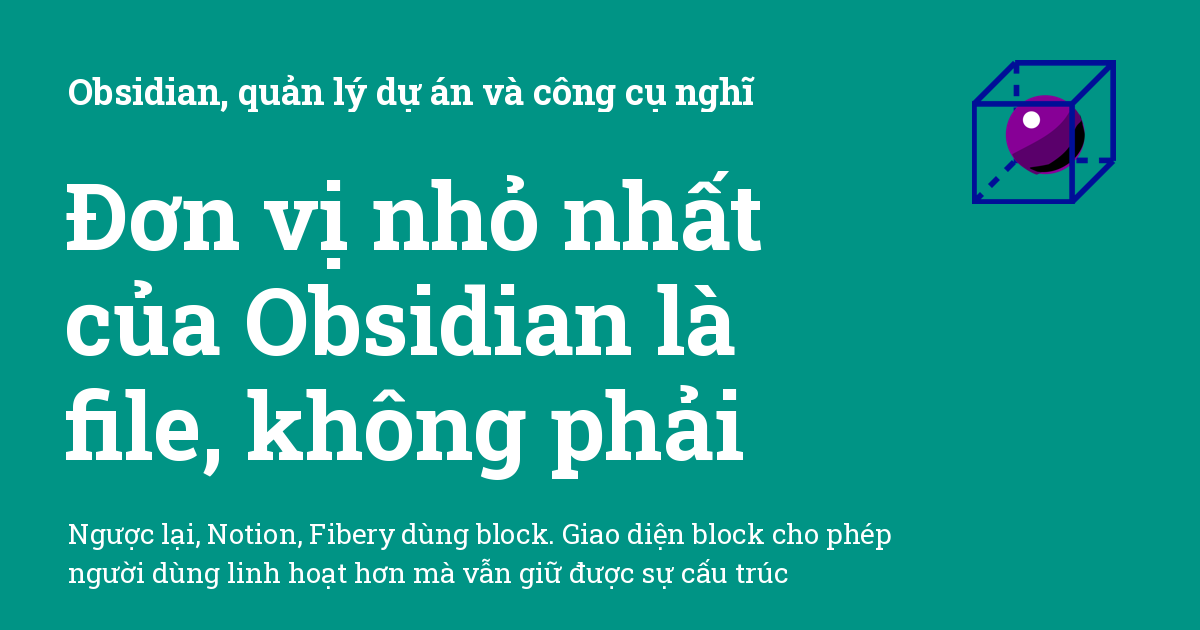 Obsidian, quản lý dự án và công cụ nghĩ
Đơn vị nhỏ nhất
của Obsidian là
file, không phải
Ngược lại, Notion, Fibery dùng block. Giao diện block cho phép
người dùng linh hoạt hơn mà vẫn giữ được sự cấu trúc